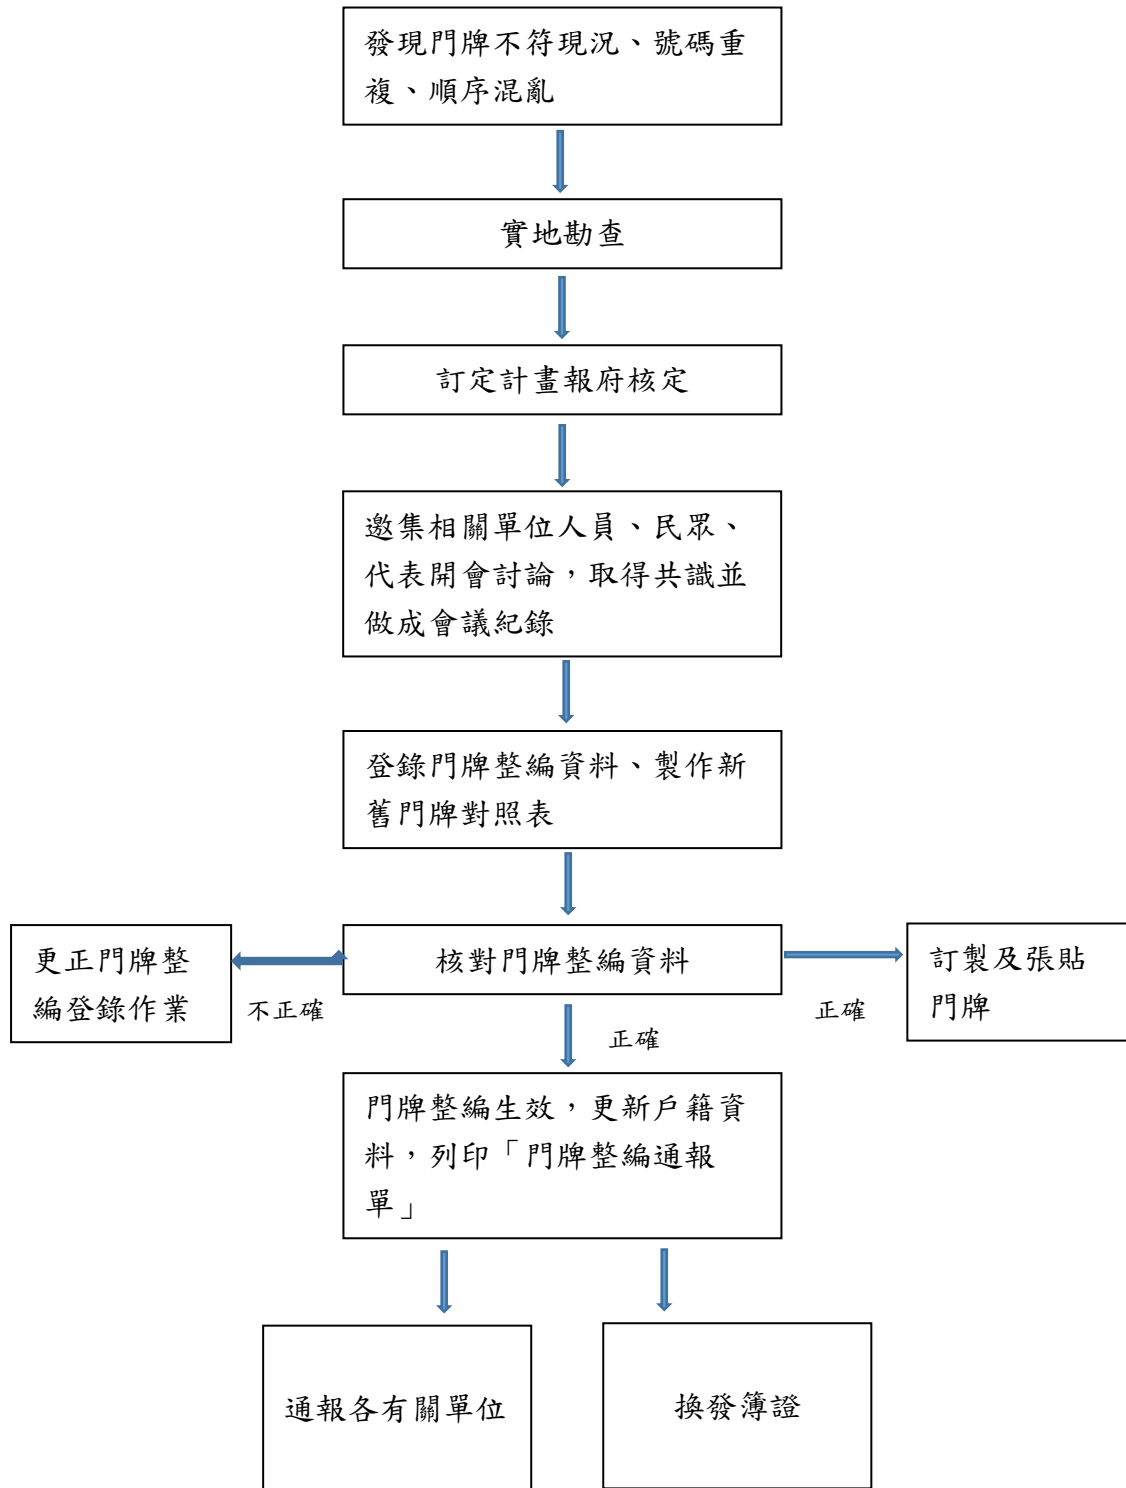 發現門牌不符現況、號碼重
複、順序混亂
實地勘查
訂定計畫報府核定
邀集相關單位人員、民眾、
代表開會討論，取得共識並
做成會議紀錄
登錄門牌整編資料、製作新
舊門牌對照表
更正門牌整
編登錄作業
不正確
核對門牌整編資料
正確
訂製及張貼
門牌
正確
門牌整編生效，更新戶籍資
料，列印「門牌整編通報
單」
通報各有關單位
換發簿證